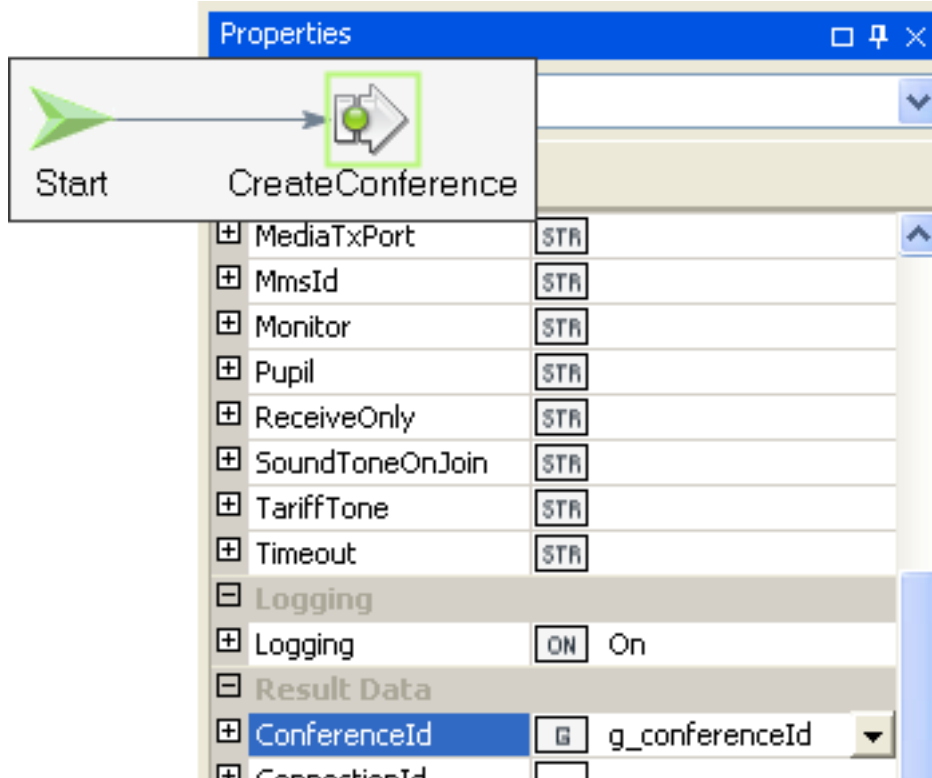 Properties
Start CreateConference
MediaTxPort STR
MmsId STR
Monitor STR
Pupil STR
ReceiveOnly STR
SoundToneOnJoin STR
TariffTone STR
Timeout STR
Logging
Logging ON On
Result Data
ConferenceId G g_conferenceId
ConnectionId